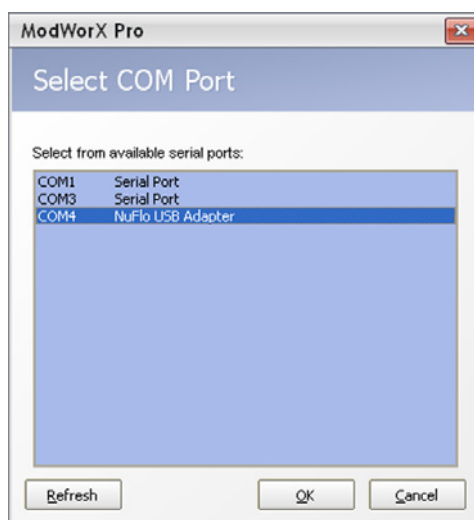 ModWorX Pro
Select COM Port
Select from available serial ports:
COM1 Serial Port
COM3 Serial Port
COM4 NuFlo USB Adapter
Refresh OK Cancel